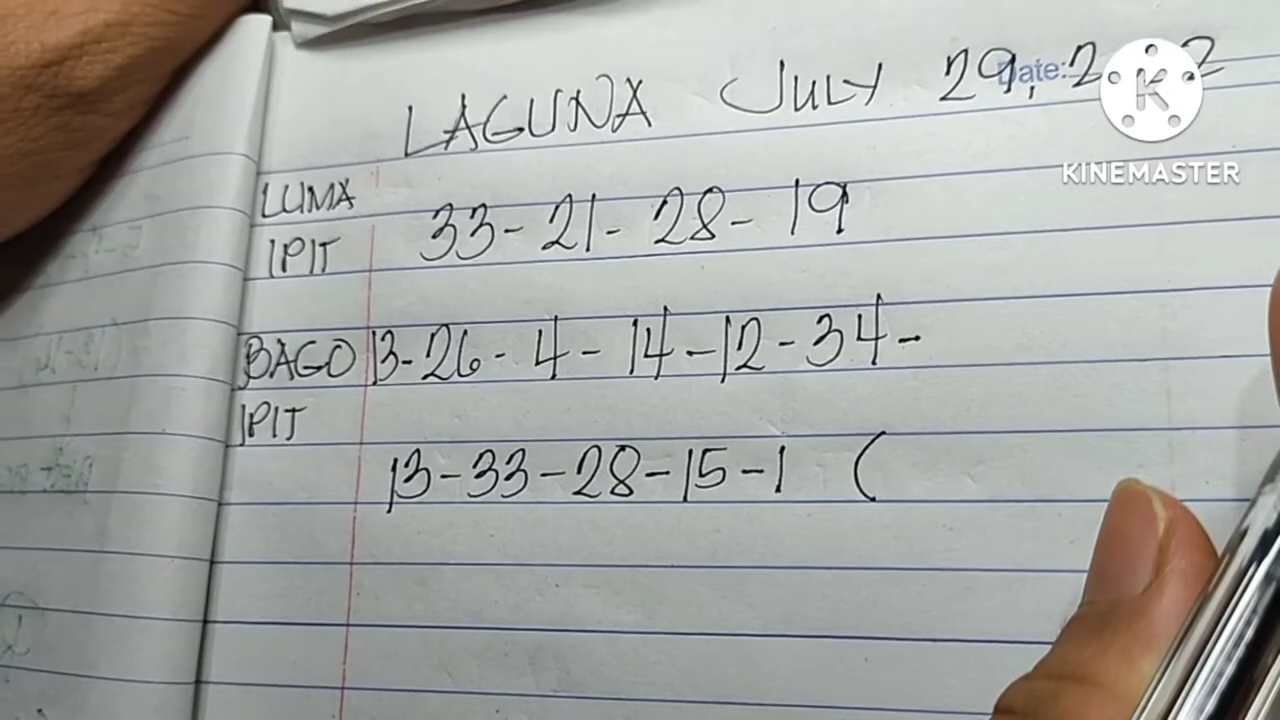 LAGUNA JULY 29, 2
Date:
KINEMASTER
LUMA
33-21-28-19
IPIT
BAGO 13-26-4-14-12-34-
IPIT
13-33-28-15-1 (